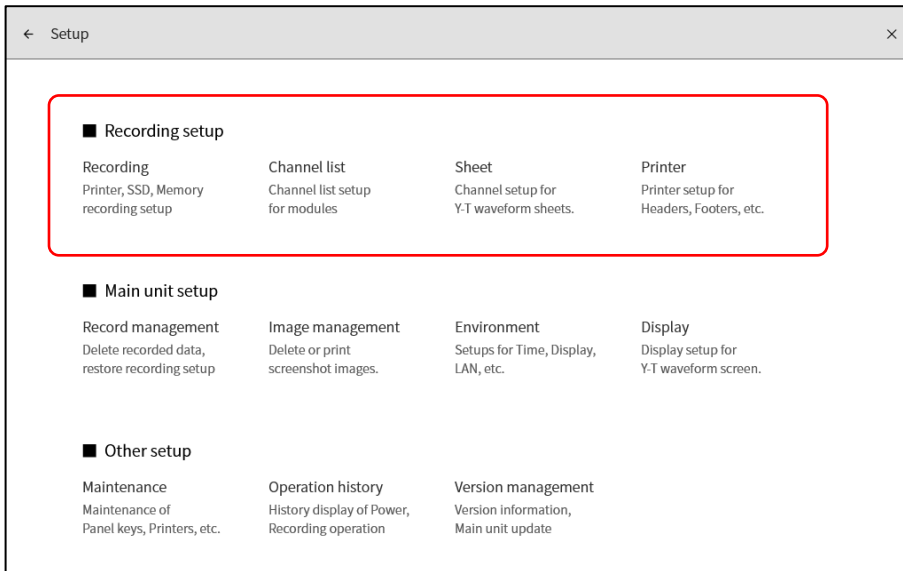 ← Setup ×
■ Recording setup
Recording Channel list Sheet Printer
Printer, SSD, Memory Channel list setup Channel setup for Printer setup for
recording setup for modules Y-T waveform sheets. Headers, Footers, etc.
■ Main unit setup
Record management Image management Environment Display
Delete recorded data, Delete or print Setups for Time, Display, Display setup for
restore recording setup screenshot images. LAN, etc. Y-T waveform screen.
■ Other setup
Maintenance Operation history Version management
Maintenance of History display of Power, Version information,
Panel keys, Printers, etc. Recording operation Main unit update